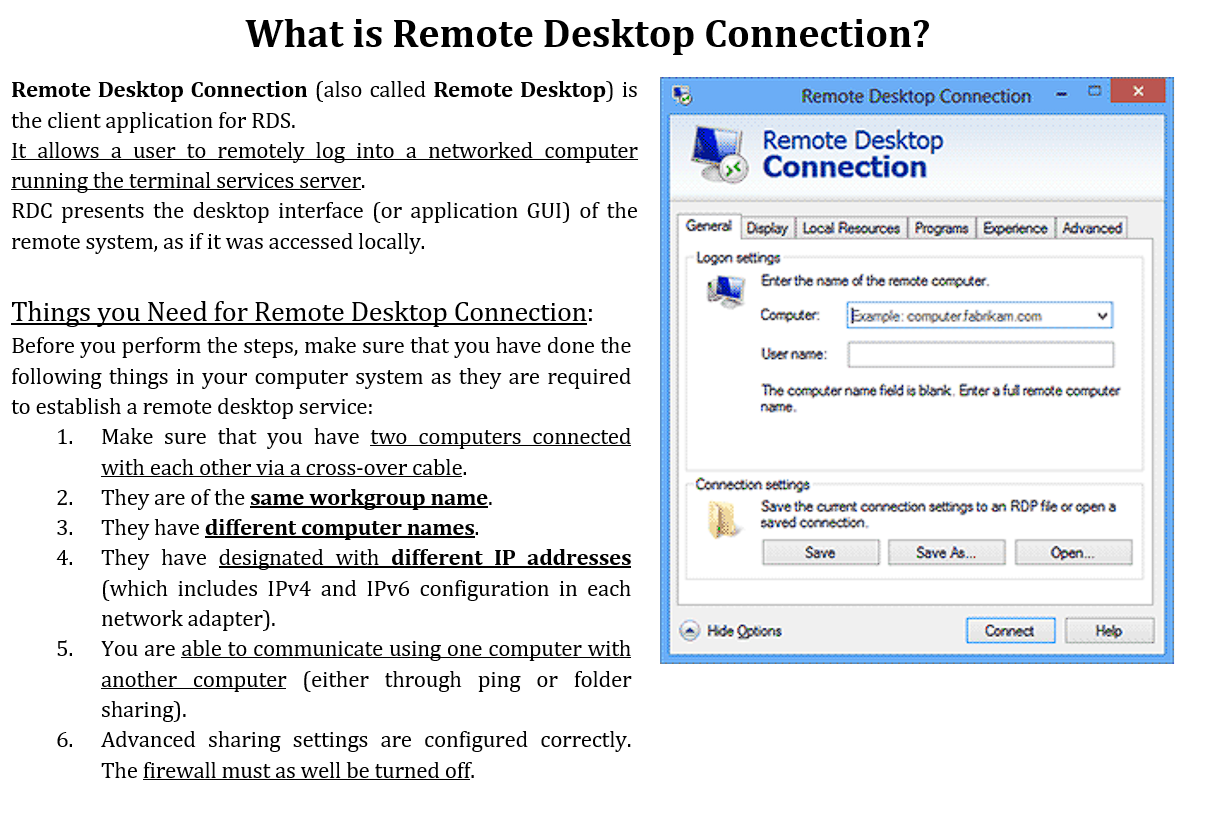 What is Remote Desktop Connection?
Remote Desktop Connection (also called Remote Desktop) is
the client application for RDS.
It allows a user to remotely log into a networked computer
running the terminal services server.
RDC presents the desktop interface (or application GUI) of the
remote system, as if it was accessed locally.
Things you Need for Remote Desktop Connection:
Before you perform the steps, make sure that you have done the
following things in your computer system as they are required
to establish a remote desktop service:
1. Make sure that you have two computers connected
with each other via a cross-over cable.
2. They are of the same workgroup name.
3. They have different computer names.
4. They have designated with different IP addresses
(which includes IPv4 and IPv6 configuration in each
network adapter).
5. You are able to communicate using one computer with
another computer (either through ping or folder
sharing).
6. Advanced sharing settings are configured correctly.
The firewall must as well be turned off.
Remote Desktop Connection
Remote Desktop
Connection
General Display Local Resources Programs Experience Advanced
Logon settings
Enter the name of the remote computer.
Computer: Example: computer.fabrikam.com
User name:
The computer name field is blank. Enter a full remote computer
name.
Connection settings
Save the current connection settings to an RDP file or open a
saved connection.
Save Save As... Open...
Hide Options Connect Help